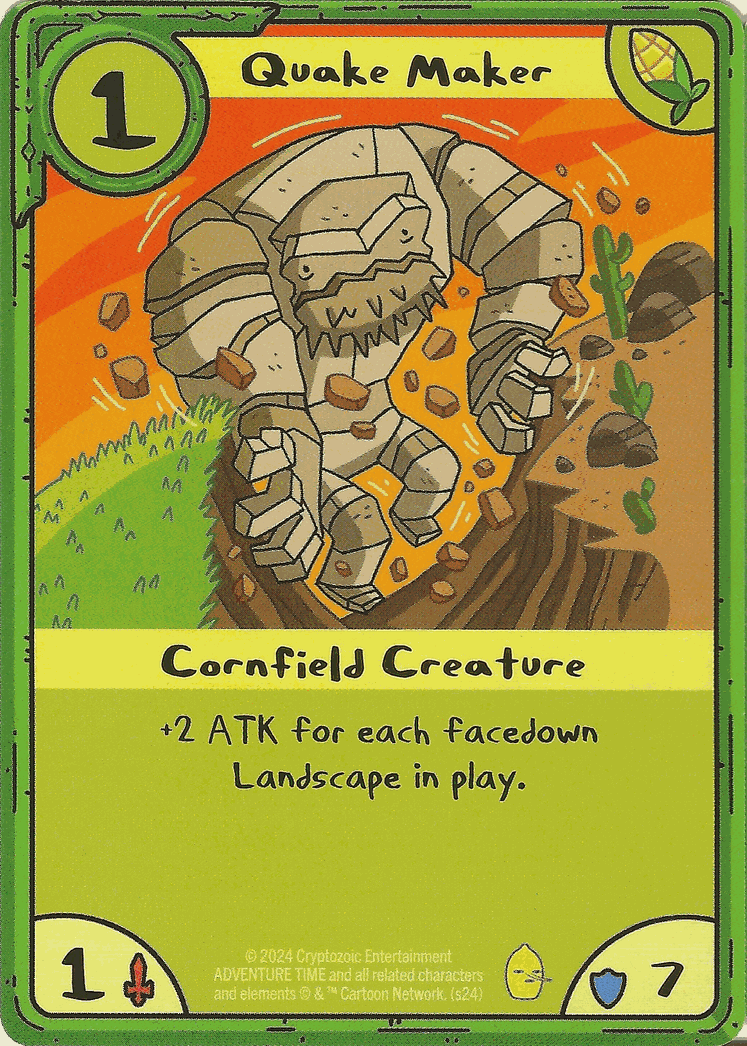 1
Quake Maker
Cornfield Creature
+2 ATK for each facedown
Landscape in play.
1
7
© 2024 Cryptozoic Entertainment
ADVENTURE TIME and all related characters
and elements © & ™ Cartoon Network. (s24)